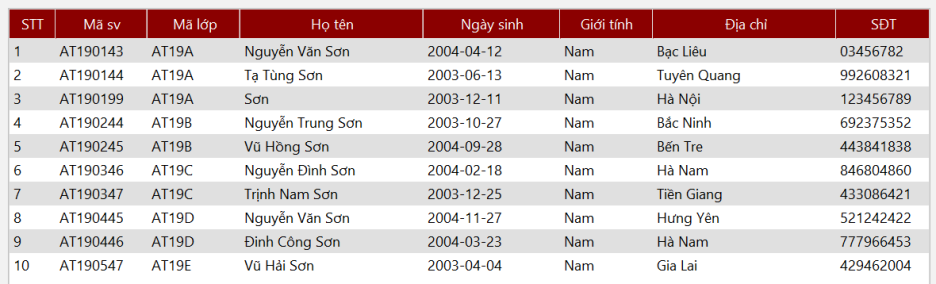 STT Mã sv Mã lớp Họ tên Ngày sinh Giới tính Địa chỉ SĐT
1 AT190143 AT19A Nguyễn Văn Sơn 2004-04-12 Nam Bạc Liêu 03456782
2 AT190144 AT19A Tạ Tùng Sơn 2003-06-13 Nam Tuyên Quang 992608321
3 AT190199 AT19A Sơn 2003-12-11 Nam Hà Nội 123456789
4 AT190244 AT19B Nguyễn Trung Sơn 2003-10-27 Nam Bắc Ninh 692375352
5 AT190245 AT19B Vũ Hồng Sơn 2004-09-28 Nam Bến Tre 443841838
6 AT190346 AT19C Nguyễn Đình Sơn 2004-02-18 Nam Hà Nam 846804860
7 AT190347 AT19C Trịnh Nam Sơn 2003-12-25 Nam Tiền Giang 433086421
8 AT190445 AT19D Nguyễn Văn Sơn 2004-11-27 Nam Hưng Yên 521242422
9 AT190446 AT19D Đinh Công Sơn 2004-03-23 Nam Hà Nam 777966453
10 AT190547 AT19E Vũ Hải Sơn 2003-04-04 Nam Gia Lai 429462004